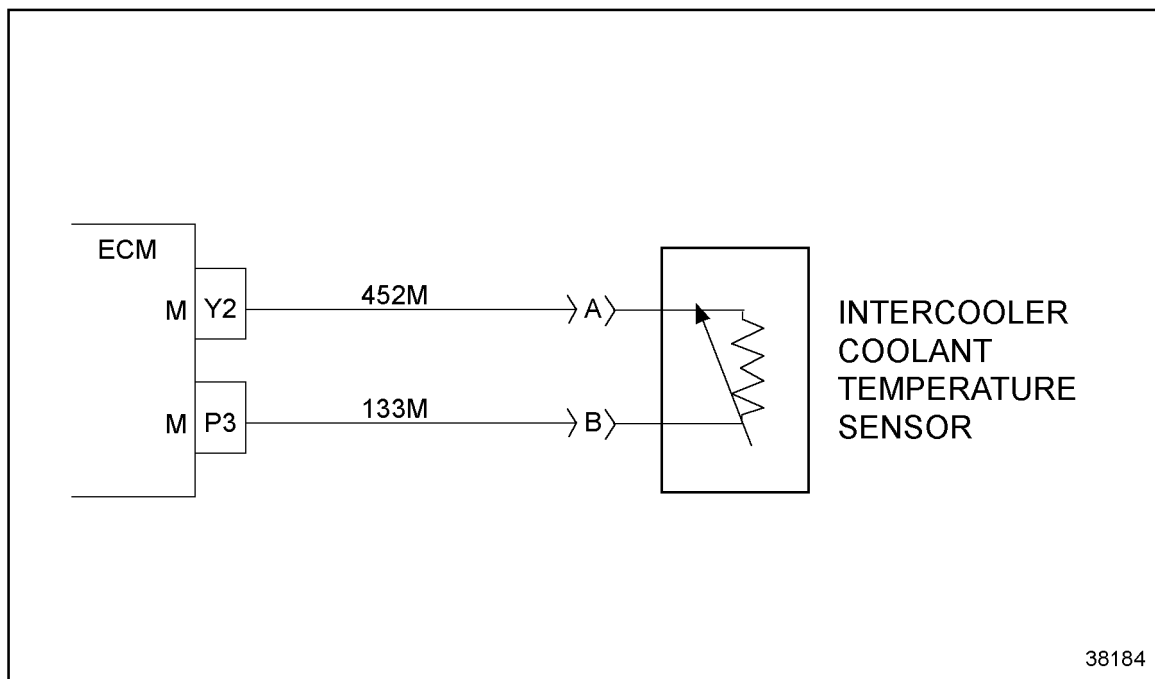 ECM
M Y2 452M A
M P3 133M B
INTERCOOLER
COOLANT
TEMPERATURE
SENSOR
38184